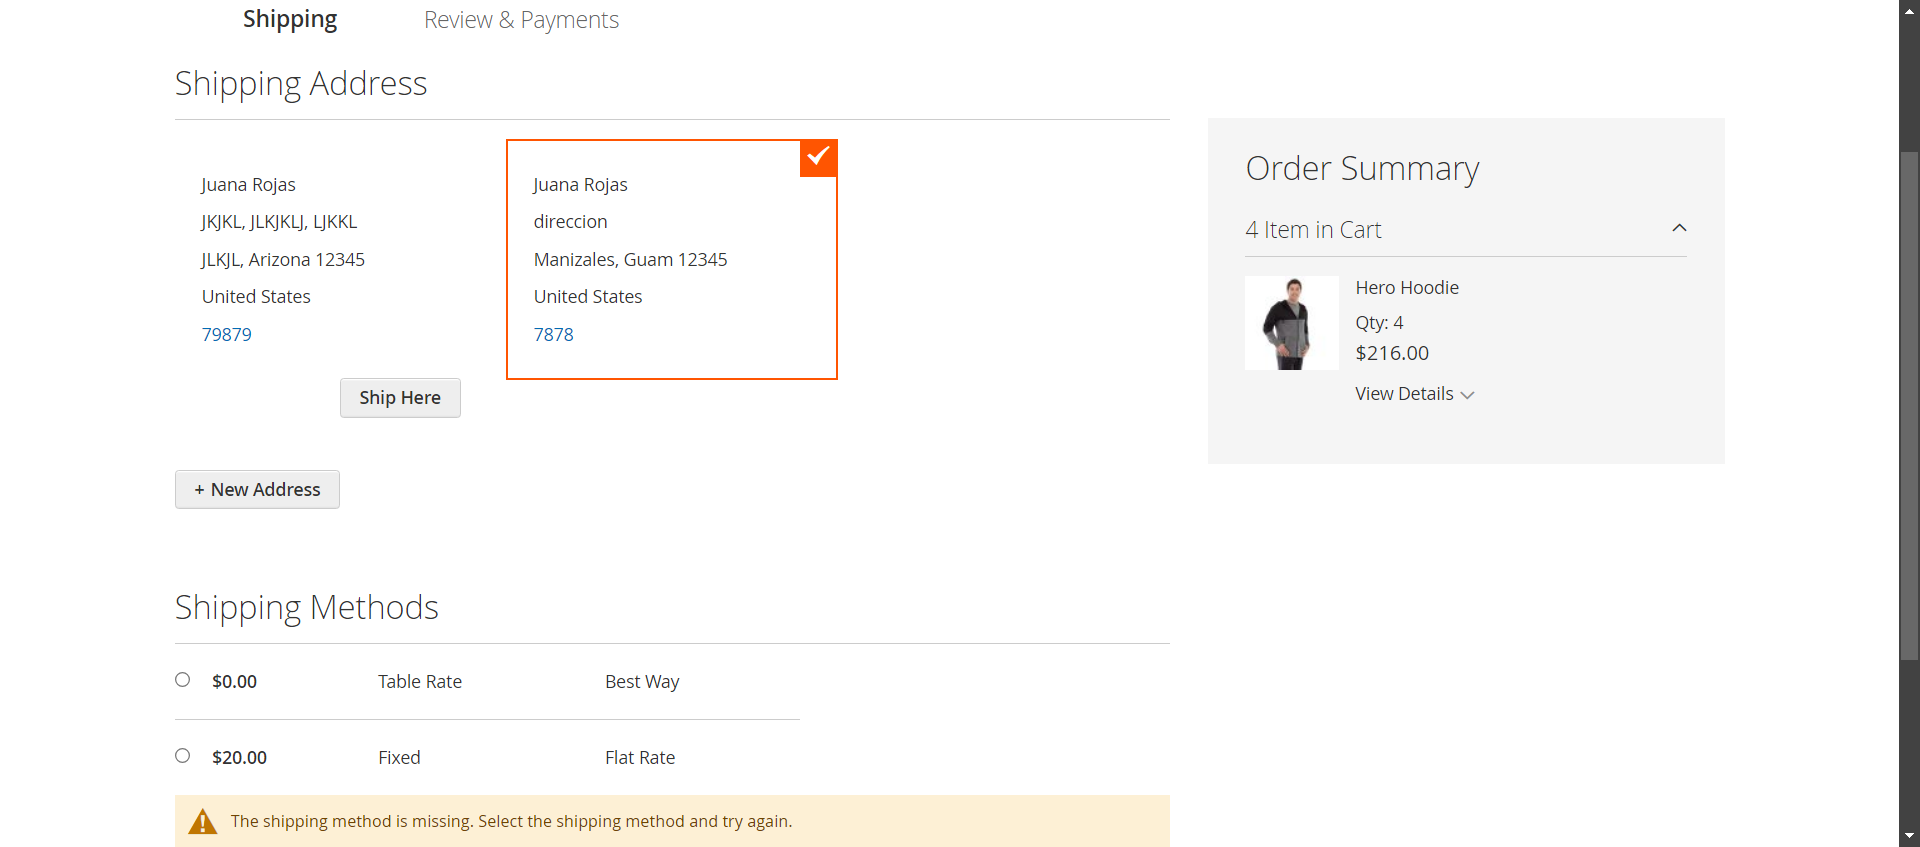 Shipping
Review & Payments
Shipping Address
Juana Rojas
JKJKL, JLKJKLJ, LJKKL
JLKJL, Arizona 12345
United States
79879
Ship Here
Juana Rojas
direccion
Manizales, Guam 12345
United States
7878
+ New Address
Order Summary
4 Item in Cart
Hero Hoodie
Qty: 4
$216.00
View Details
Shipping Methods
$0.00 Table Rate Best Way
$20.00 Fixed Flat Rate
The shipping method is missing. Select the shipping method and try again.